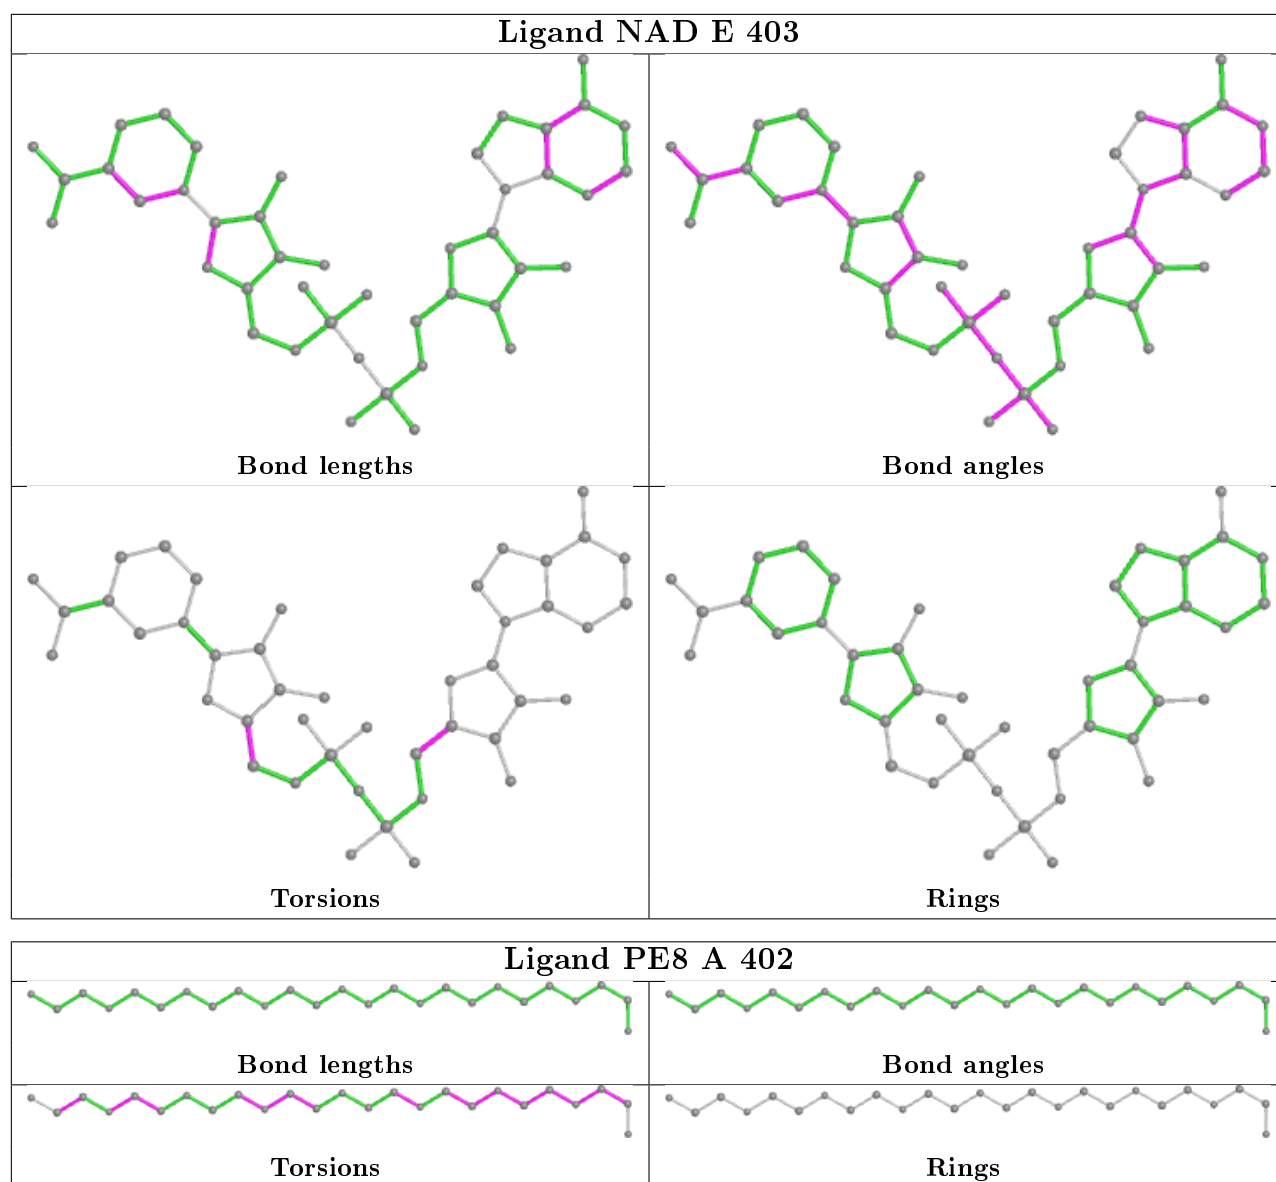 Ligand NAD E 403
Bond lengths
Bond angles
Torsions
Rings
Ligand PE8 A 402
Bond lengths
Bond angles
Torsions
Rings